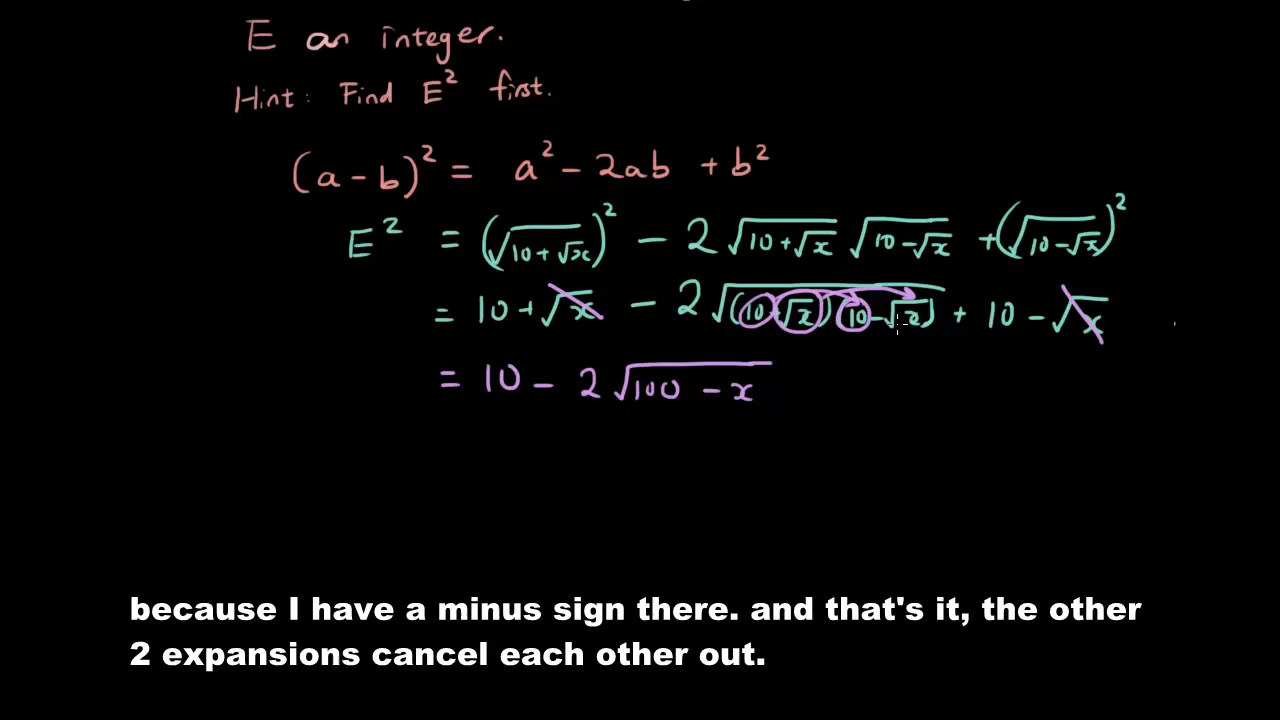 E an integer.
Hint: Find E² first.
(a - b)² = a² - 2ab + b²
E² = (√(10+√x))² - 2√(10+√x) √(10-√x) + (√(10-√x))²
= 10 + √x - 2√((10+√x)(10-√x)) + 10 - √x
= 10 - 2√(100 - x)
because I have a minus sign there. and that's it, the other
2 expansions cancel each other out.